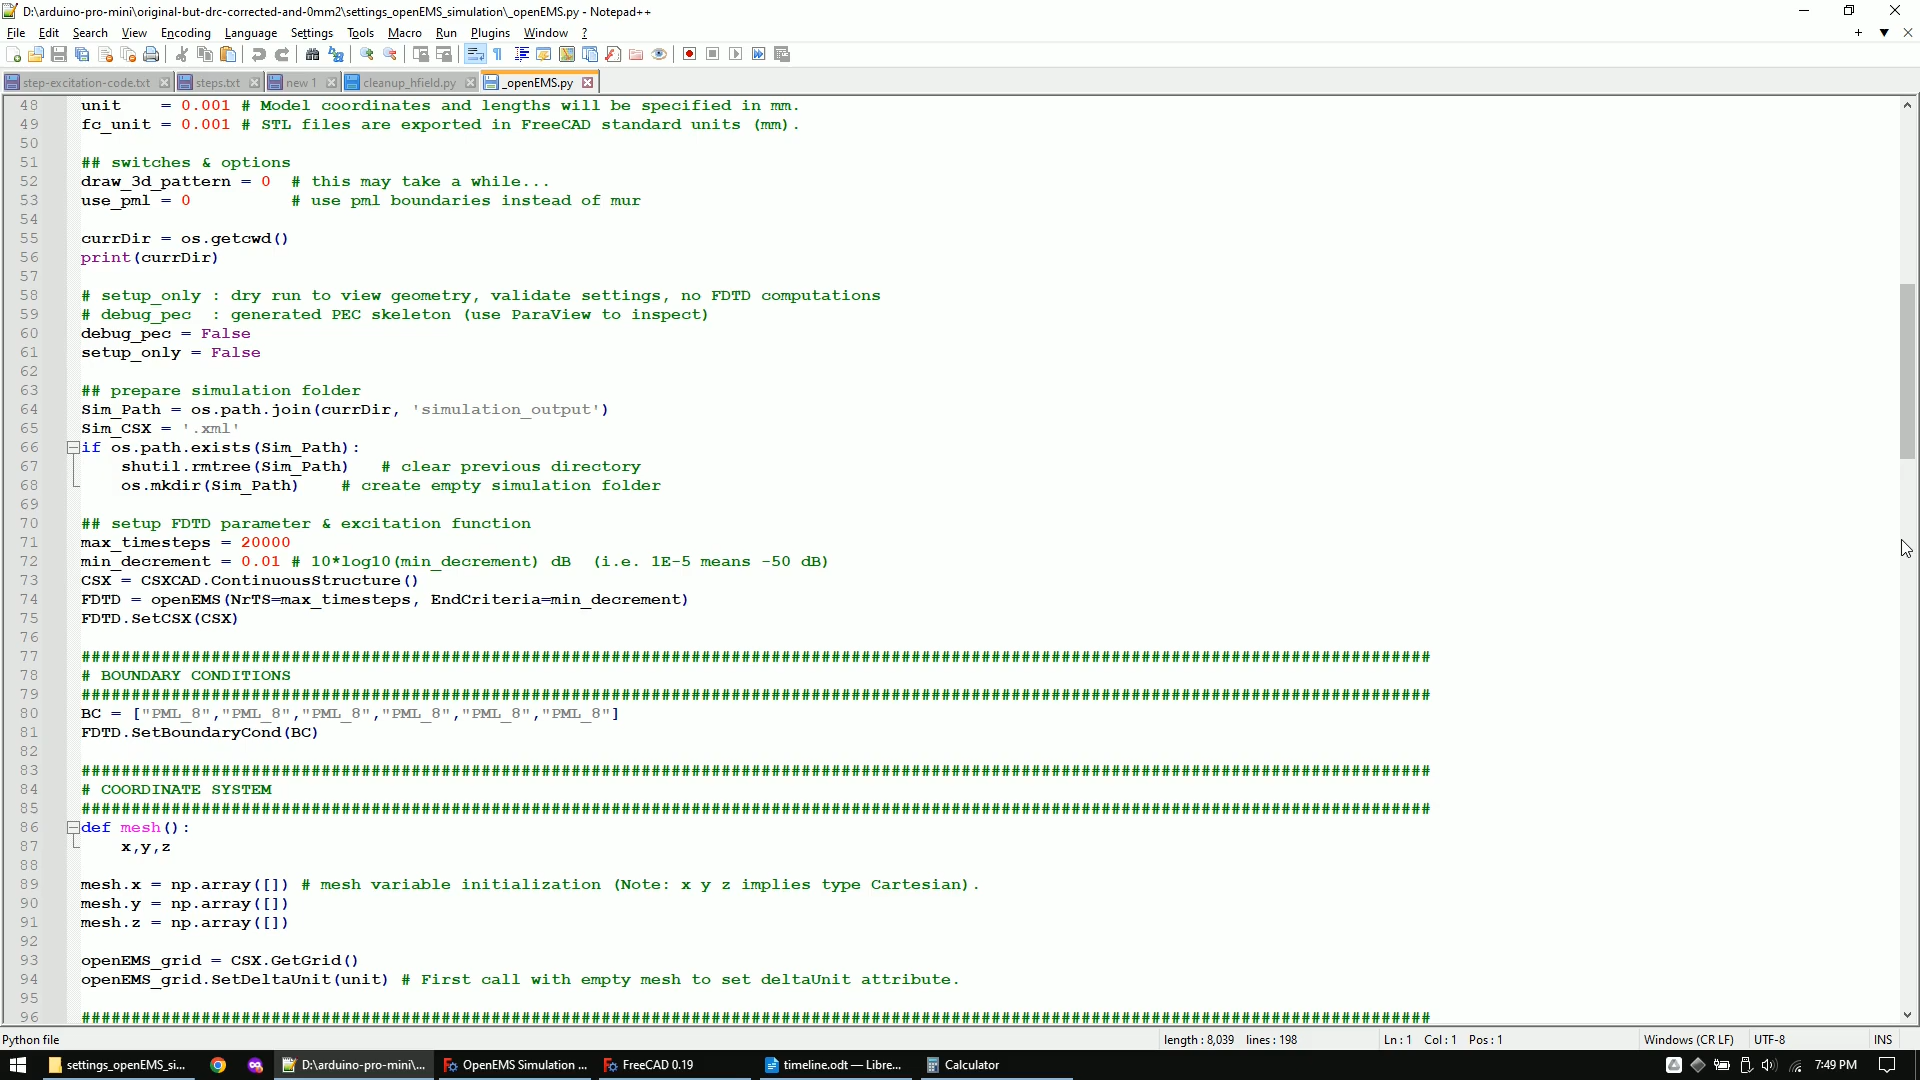 D:\arduino-pro-mini\original-but-drc-corrected-and-0mm2\settings_openEMS_simulation\_openEMS.py - Notepad++
File Edit Search View Encoding Language Settings Tools Macro Run Plugins Window ?
step-excitation-code.txt steps.txt new 1 cleanup_hfield.py _openEMS.py
48 unit    = 0.001 # Model coordinates and lengths will be specified in mm.
49 fc_unit = 0.001 # STL files are exported in FreeCAD standard units (mm).
50
51 ## switches & options
52 draw_3d_pattern = 0  # this may take a while...
53 use_pml = 0          # use pml boundaries instead of mur
54
55 currDir = os.getcwd()
56 print(currDir)
57
58 # setup_only : dry run to view geometry, validate settings, no FDTD computations
59 # debug_pec  : generated PEC skeleton (use ParaView to inspect)
60 debug_pec = False
61 setup_only = False
62
63 ## prepare simulation folder
64 Sim_Path = os.path.join(currDir, 'simulation_output')
65 Sim_CSX = '.xml'
66 if os.path.exists(Sim_Path):
67     shutil.rmtree(Sim_Path)   # clear previous directory
68     os.mkdir(Sim_Path)    # create empty simulation folder
69
70 ## setup FDTD parameter & excitation function
71 max_timesteps = 20000
72 min_decrement = 0.01 # 10*log10(min_decrement) dB  (i.e. 1E-5 means -50 dB)
73 CSX = CSXCAD.ContinuousStructure()
74 FDTD = openEMS(NrTS=max_timesteps, EndCriteria=min_decrement)
75 FDTD.SetCSX(CSX)
76
77 #######################################################################################################################################
78 # BOUNDARY CONDITIONS
79 #######################################################################################################################################
80 BC = ["PML_8","PML_8","PML_8","PML_8","PML_8","PML_8"]
81 FDTD.SetBoundaryCond(BC)
82
83 #######################################################################################################################################
84 # COORDINATE SYSTEM
85 #######################################################################################################################################
86 def mesh():
87     x,y,z
88
89 mesh.x = np.array([]) # mesh variable initialization (Note: x y z implies type Cartesian).
90 mesh.y = np.array([])
91 mesh.z = np.array([])
92
93 openEMS_grid = CSX.GetGrid()
94 openEMS_grid.SetDeltaUnit(unit) # First call with empty mesh to set deltaUnit attribute.
95
96 #######################################################################################################################################
Python file length : 8,039 lines : 198 Ln : 1 Col : 1 Pos : 1 Windows (CR LF) UTF-8 INS
settings_openEMS_si... D:\arduino-pro-mini\... OpenEMS Simulation ... FreeCAD 0.19 timeline.odt — Libre... Calculator 7:49 PM